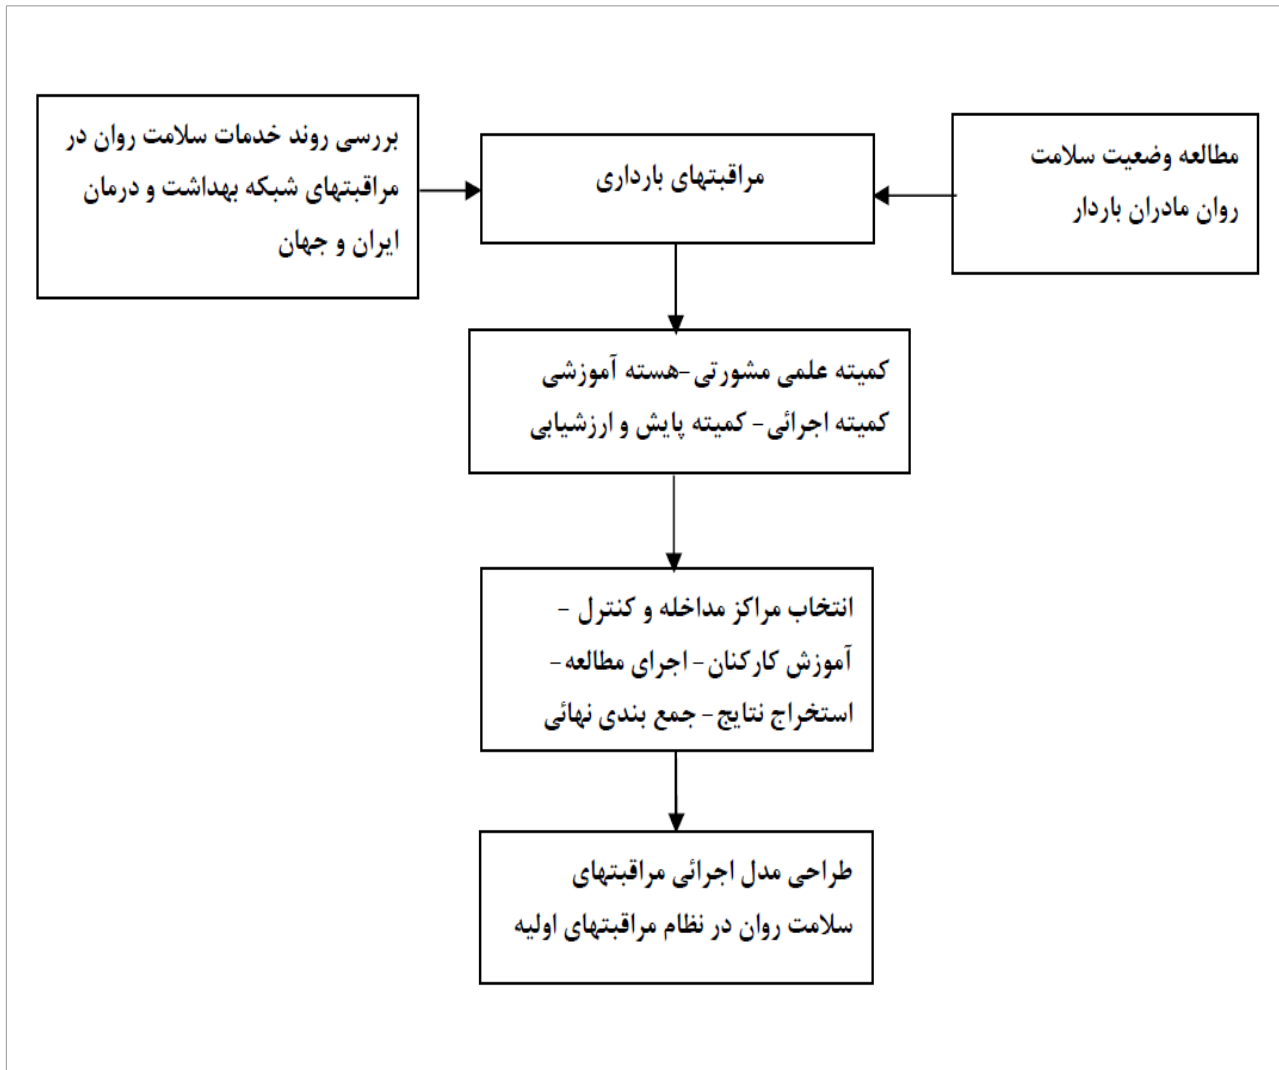 مطالعه وضعیت سلامت
روان مادران باردار
مراقبتهای بارداری
بررسی روند خدمات سلامت روان در
مراقبتهای شبکه بهداشت و درمان
ایران و جهان
کمیته علمی مشورتی-هسته آموزشی
کمیته اجرائی- کمیته پایش و ارزشیابی
انتخاب مراکز مداخله و کنترل -
آموزش کارکنان- اجرای مطالعه-
استخراج نتایج- جمع بندی نهائی
طراحی مدل اجرائی مراقبتهای
سلامت روان در نظام مراقبتهای اولیه